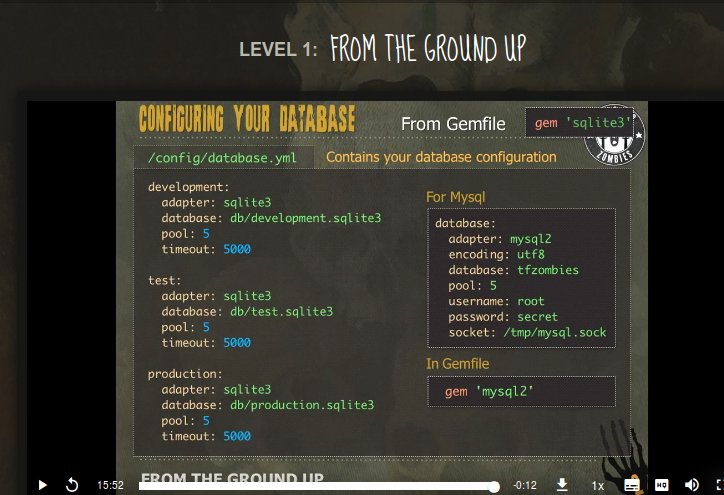 LEVEL 1: FROM THE GROUND UP
CONFIGURING YOUR DATABASE
From Gemfile
gem 'sqlite3'
ZOMBIES
/config/database.yml
Contains your database configuration
development:
adapter: sqlite3
database: db/development.sqlite3
pool: 5
timeout: 5000
test:
adapter: sqlite3
database: db/test.sqlite3
pool: 5
timeout: 5000
production:
adapter: sqlite3
database: db/production.sqlite3
pool: 5
timeout: 5000
For Mysql
database:
adapter: mysql2
encoding: utf8
database: tfzombies
pool: 5
username: root
password: secret
socket: /tmp/mysql.sock
In Gemfile
gem 'mysql2'
FROM THE GROUND UP
15:52
-0:12
1x
HQ